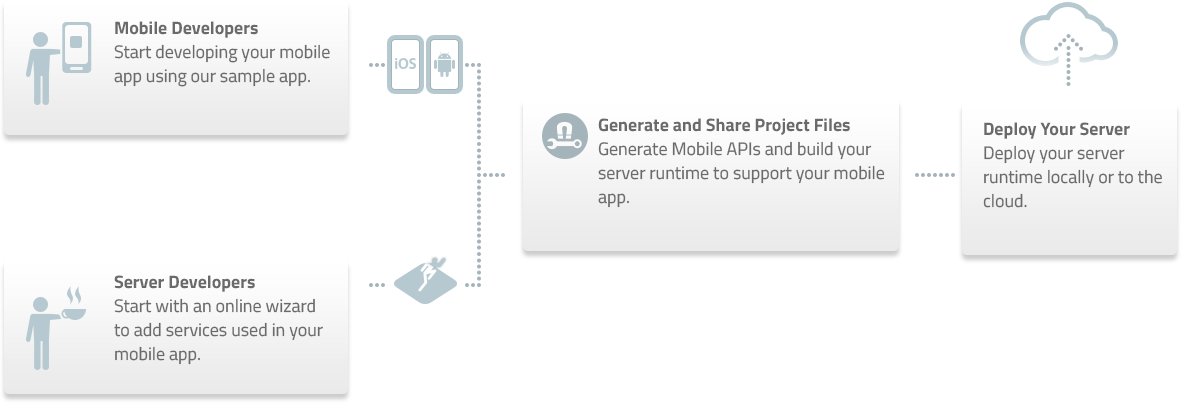 Mobile Developers
Start developing your mobile
app using our sample app.
iOS
Generate and Share Project Files
Generate Mobile APIs and build your
server runtime to support your mobile
app.
Deploy Your Server
Deploy your server
runtime locally or to the
cloud.
Server Developers
Start with an online wizard
to add services used in your
mobile app.